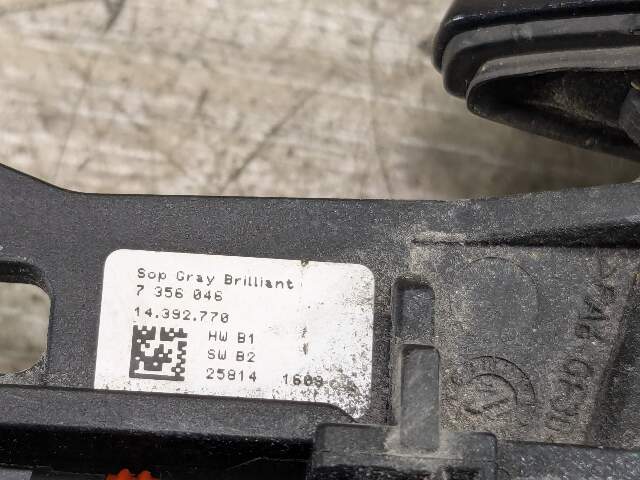 Sop Gray Brilliant
7 356 046
14.392.770
HW B1
SW B2
25814 1609